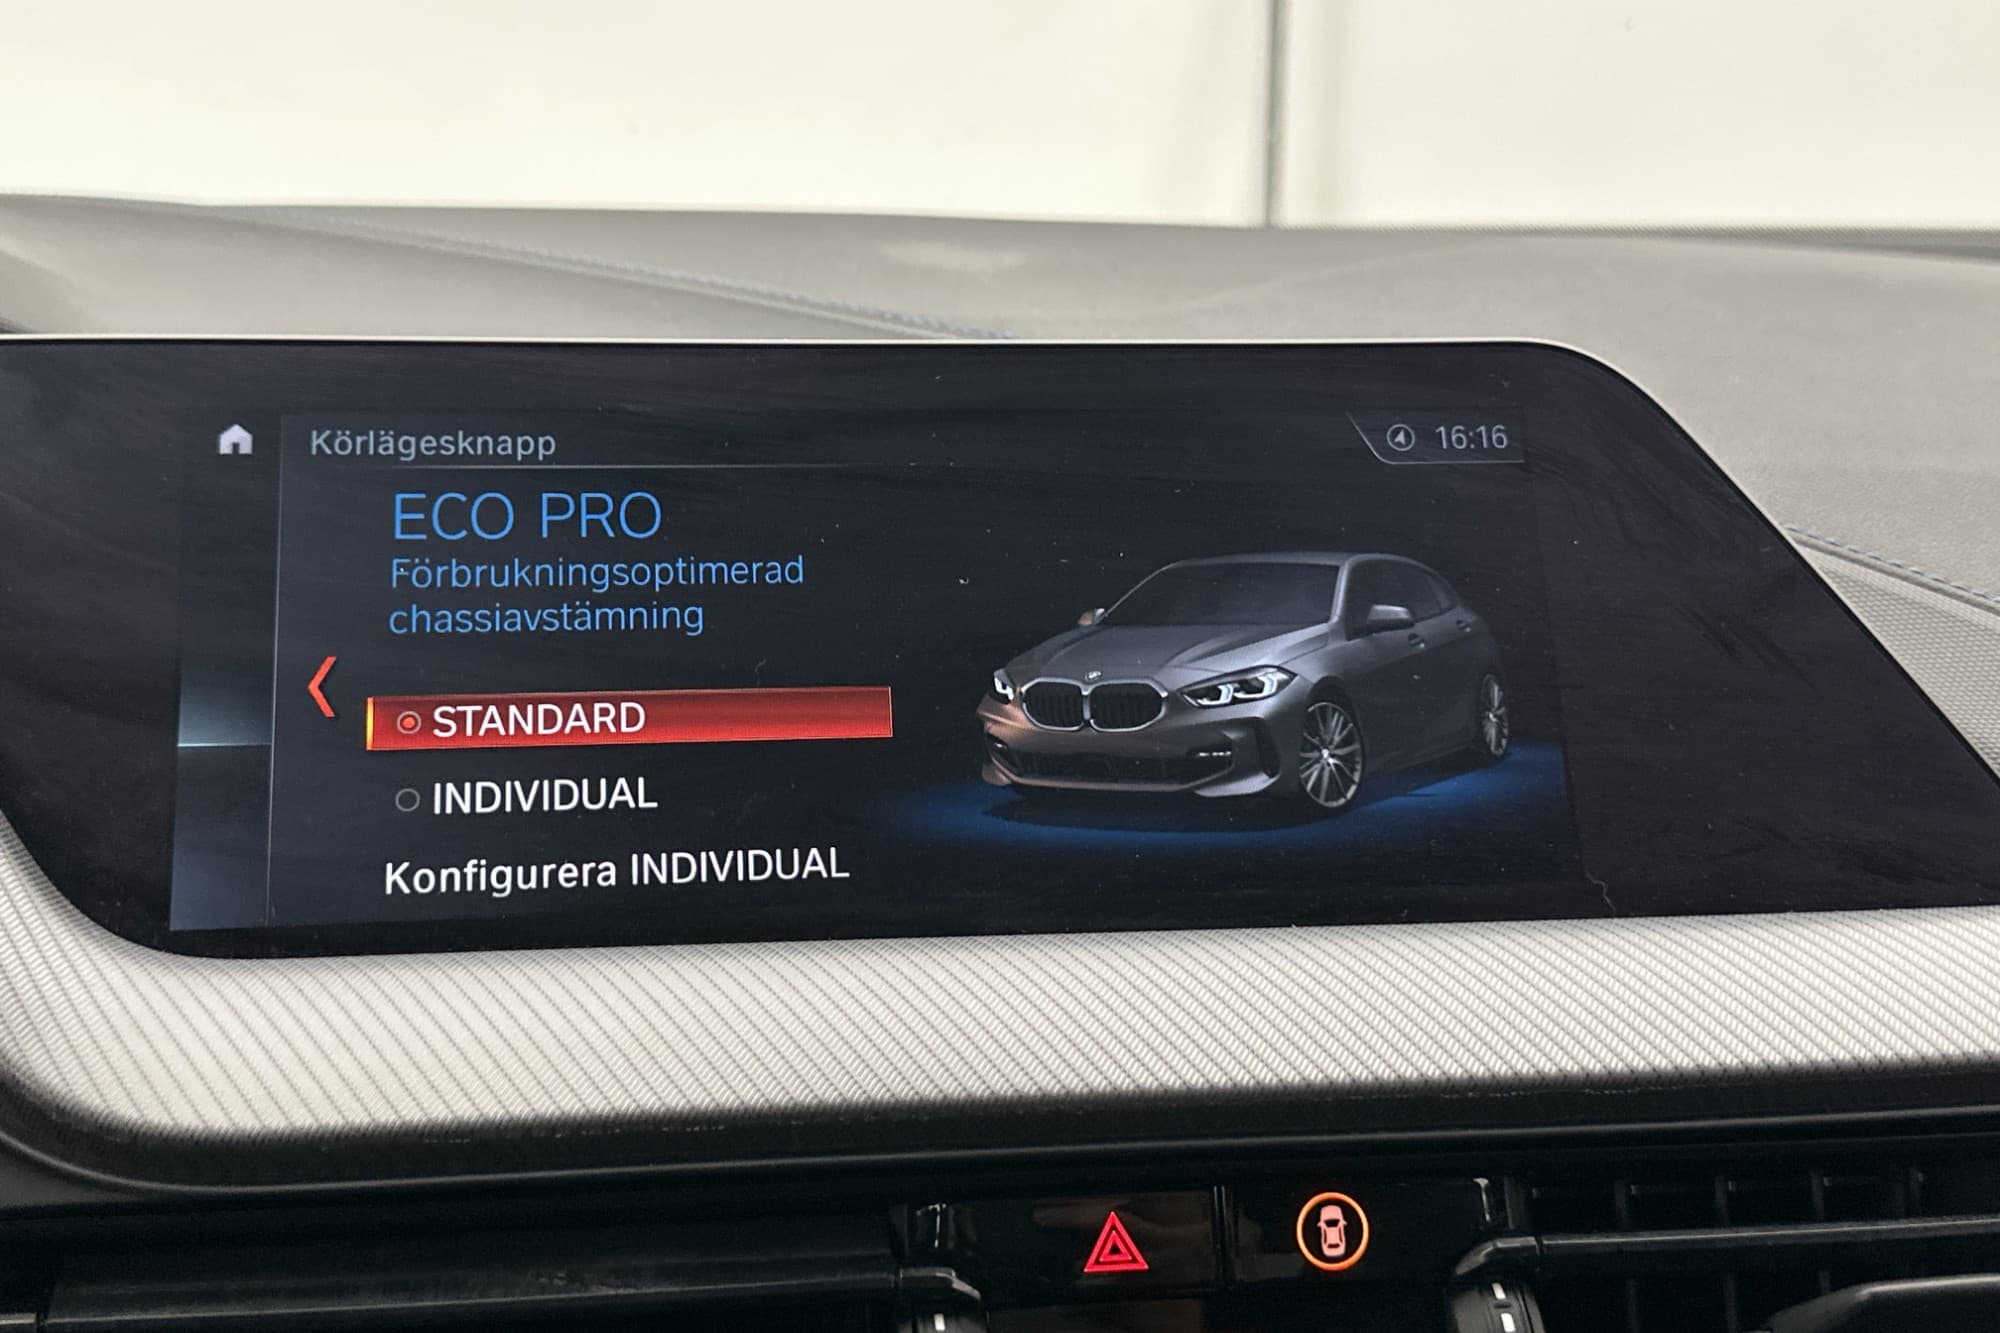 Körlägesknapp
16:16
ECO PRO
Förbrukningsoptimerad
chassiavstämning
STANDARD
INDIVIDUAL
Konfigurera INDIVIDUAL